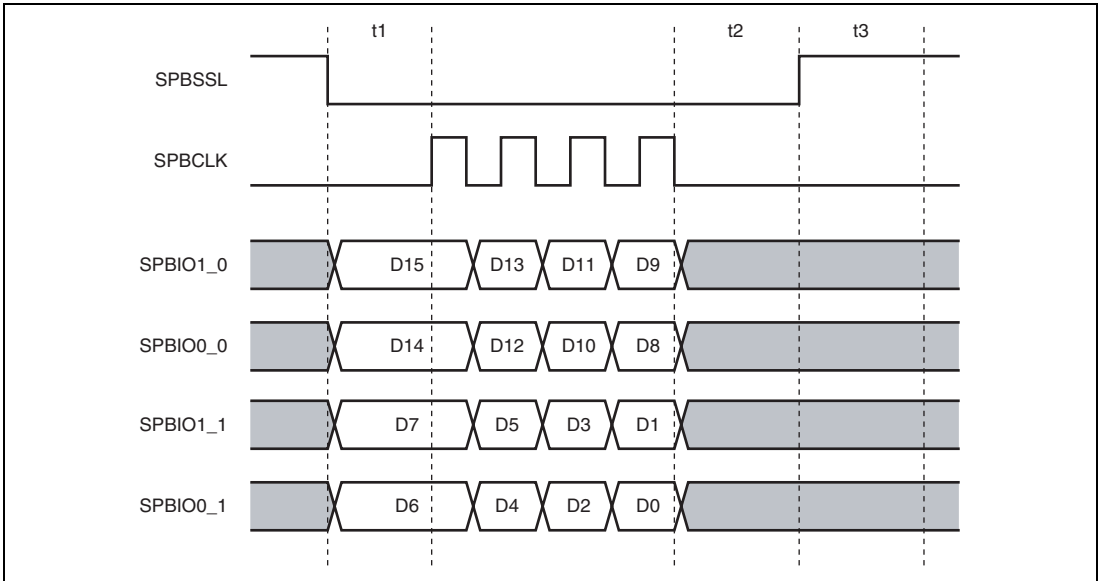 t1 t2 t3
SPBSSL
SPBCLK
SPBIO1_0 D15 D13 D11 D9
SPBIO0_0 D14 D12 D10 D8
SPBIO1_1 D7 D5 D3 D1
SPBIO0_1 D6 D4 D2 D0